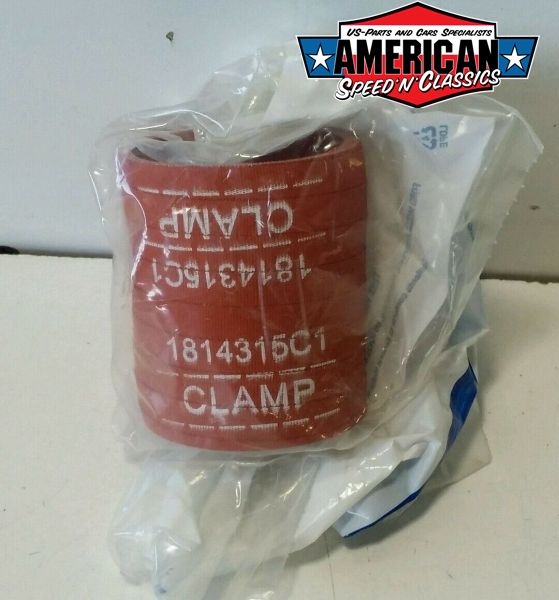 US-PARTS AND CARS SPECIALISTS
AMERICAN
SPEED 'N' CLASSICS
CLAMP
1814315C1
1814315C1
CLAMP